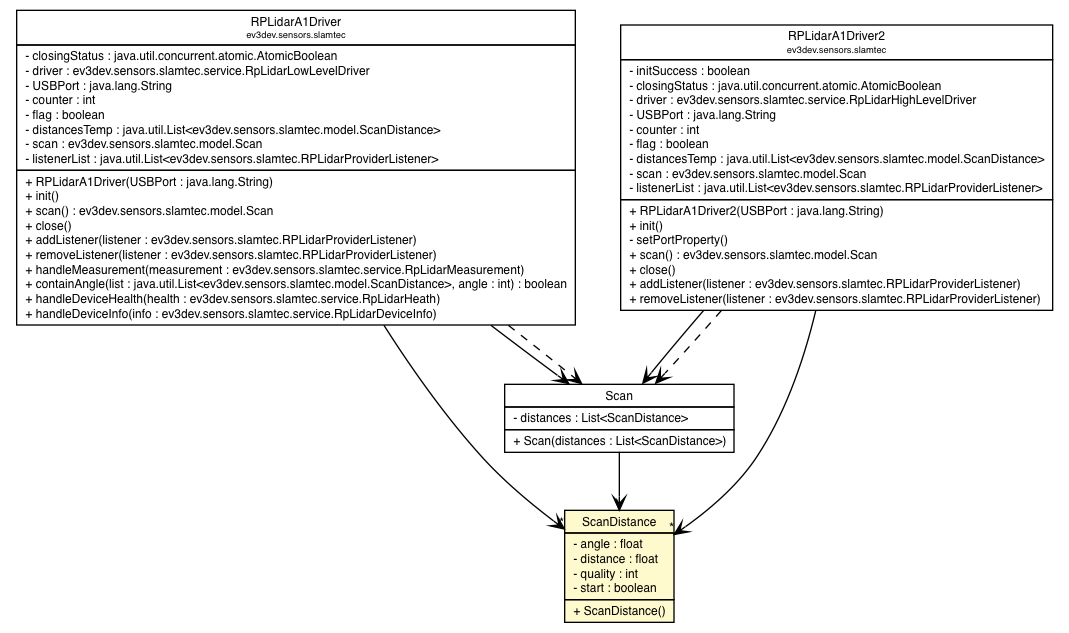 RPLidarA1Driver
ev3dev.sensors.slamtec
- closingStatus : java.util.concurrent.atomic.AtomicBoolean
- driver : ev3dev.sensors.slamtec.service.RpLidarLowLevelDriver
- USBPort : java.lang.String
- counter : int
- flag : boolean
- distancesTemp : java.util.List<ev3dev.sensors.slamtec.model.ScanDistance>
- scan : ev3dev.sensors.slamtec.model.Scan
- listenerList : java.util.List<ev3dev.sensors.slamtec.RPLidarProviderListener>
+ RPLidarA1Driver(USBPort : java.lang.String)
+ init()
+ scan() : ev3dev.sensors.slamtec.model.Scan
+ close()
+ addListener(listener : ev3dev.sensors.slamtec.RPLidarProviderListener)
+ removeListener(listener : ev3dev.sensors.slamtec.RPLidarProviderListener)
+ handleMeasurement(measurement : ev3dev.sensors.slamtec.service.RpLidarMeasurement)
+ containAngle(list : java.util.List<ev3dev.sensors.slamtec.model.ScanDistance>, angle : int) : boolean
+ handleDeviceHealth(health : ev3dev.sensors.slamtec.service.RpLidarHeath)
+ handleDeviceInfo(info : ev3dev.sensors.slamtec.service.RpLidarDeviceInfo)
RPLidarA1Driver2
ev3dev.sensors.slamtec
- initSuccess : boolean
- closingStatus : java.util.concurrent.atomic.AtomicBoolean
- driver : ev3dev.sensors.slamtec.service.RpLidarHighLevelDriver
- USBPort : java.lang.String
- counter : int
- flag : boolean
- distancesTemp : java.util.List<ev3dev.sensors.slamtec.model.ScanDistance>
- scan : ev3dev.sensors.slamtec.model.Scan
- listenerList : java.util.List<ev3dev.sensors.slamtec.RPLidarProviderListener>
+ RPLidarA1Driver2(USBPort : java.lang.String)
+ init()
- setPortProperty()
+ scan() : ev3dev.sensors.slamtec.model.Scan
+ close()
+ addListener(listener : ev3dev.sensors.slamtec.RPLidarProviderListener)
+ removeListener(listener : ev3dev.sensors.slamtec.RPLidarProviderListener)
Scan
- distances : List<ScanDistance>
+ Scan(distances : List<ScanDistance>)
* ScanDistance *
- angle : float
- distance : float
- quality : int
- start : boolean
+ ScanDistance()